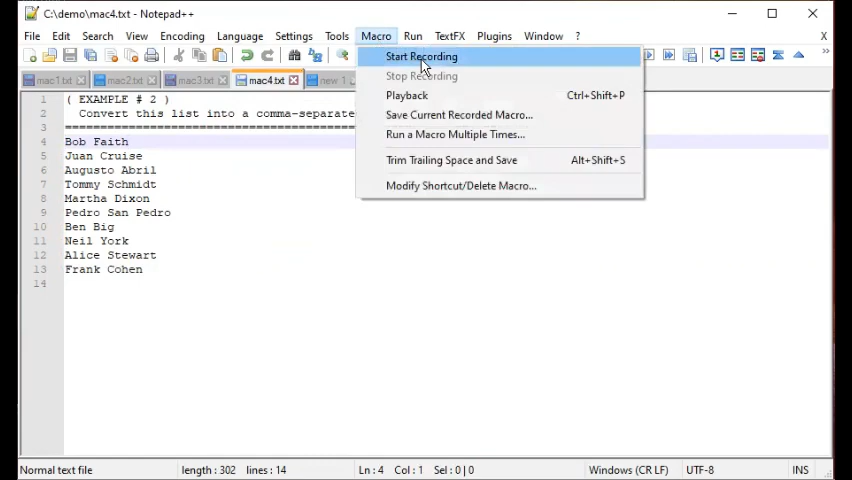 C:\demo\mac4.txt - Notepad++
File Edit Search View Encoding Language Settings Tools Macro Run TextFX Plugins Window ? X
mac1.txt mac2.txt mac3.txt mac4.txt new 1
Start Recording
Stop Recording
Playback Ctrl+Shift+P
Save Current Recorded Macro...
Run a Macro Multiple Times...
Trim Trailing Space and Save Alt+Shift+S
Modify Shortcut/Delete Macro...
1 ( EXAMPLE # 2 )
2 Convert this list into a comma-separate
3 =========================================
4 Bob Faith
5 Juan Cruise
6 Augusto Abril
7 Tommy Schmidt
8 Martha Dixon
9 Pedro San Pedro
10 Ben Big
11 Neil York
12 Alice Stewart
13 Frank Cohen
14
Normal text file length : 302 lines : 14 Ln : 4 Col : 1 Sel : 0 | 0 Windows (CR LF) UTF-8 INS